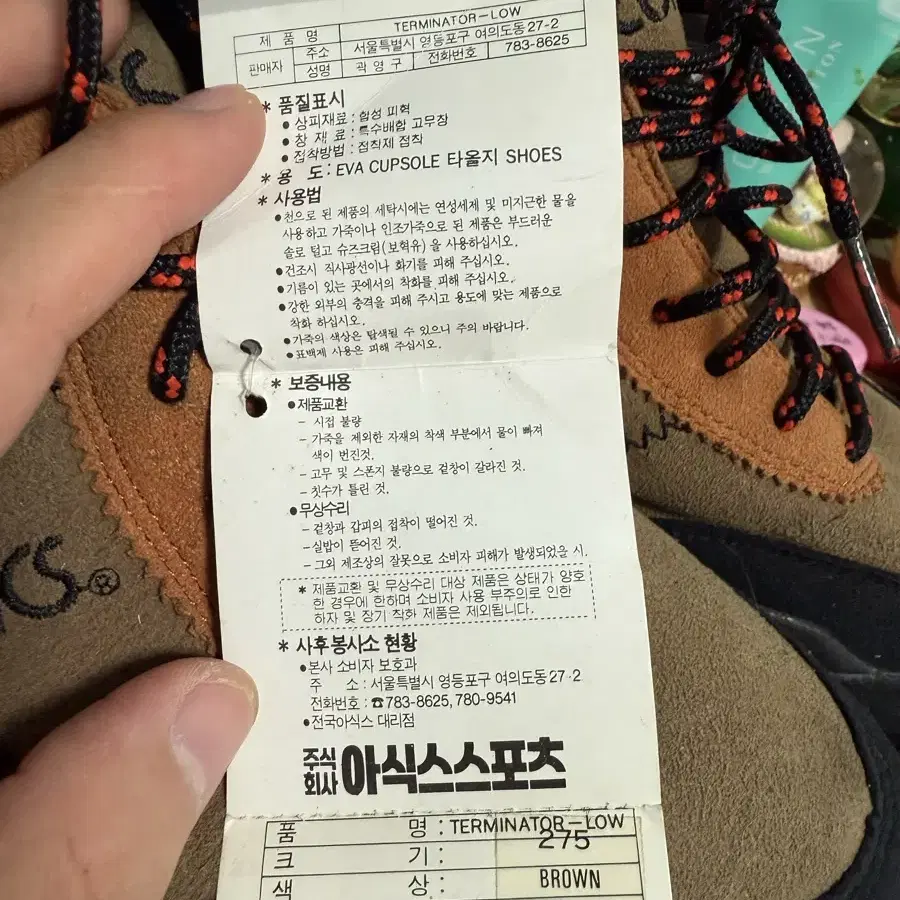 제 품 명 TERMINATOR-LOW
판매자 주소 서울특별시 영등포구 여의도동 27-2
성명 곽 영 구 전화번호 783-8625
* 품질표시
● 상피재료 : 합성 피혁
● 창 재 료 : 특수배합 고무창
● 접착방법 : 접착제 접착
* 용 도 : EVA CUPSOLE 타올지 SHOES
* 사용법
● 천으로 된 제품의 세탁시에는 연성세제 및 미지근한 물을
사용하고 가죽이나 인조가죽으로 된 제품은 부드러운
솔로 털고 슈즈크림(보혁유)을 사용하십시오.
● 건조시 직사광선이나 화기를 피해 주십시오.
● 기름이 있는 곳에서의 착화를 피해 주십시오.
● 강한 외부의 충격을 피해 주시고 용도에 맞는 제품으로
착화 하십시오.
● 가죽의 색상은 탈색될 수 있으니 주의 바랍니다.
● 표백제 사용은 피해 주십시오.
* 보증내용
● 제품교환
- 시접 불량
- 가죽을 제외한 자재의 착색 부분에서 물이 빠져
색이 번진것.
- 고무 및 스폰지 불량으로 겉창이 갈라진 것.
- 칫수가 틀린 것.
● 무상수리
- 겉창과 갑피의 접착이 떨어진 것.
- 실밥이 뜯어진 것.
- 그외 제조상의 잘못으로 소비자 피해가 발생되었을 시.
* 제품교환 및 무상수리 대상 제품은 상태가 양호
한 경우에 한하며 소비자 사용 부주의로 인한
하자 및 장기 착화 제품은 제외됩니다.
* 사후봉사소 현황
● 본사 소비자 보호과
주 소 : 서울특별시 영등포구 여의도동 27-2
전화번호 : ☎ 783-8625, 780-9541
● 전국아식스 대리점
주식회사 아식스스포츠
품 명 : TERMINATOR-LOW
크 기 : 275
색 상 : BROWN
cs®